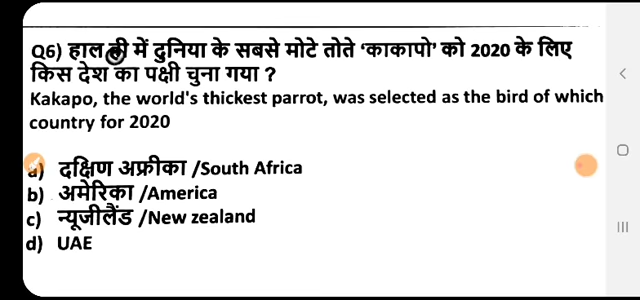 Q6) हाल ही में दुनिया के सबसे मोटे तोते ‘काकापो’ को 2020 के लिए
किस देश का पक्षी चुना गया ?
Kakapo, the world's thickest parrot, was selected as the bird of which
country for 2020
a) दक्षिण अफ्रीका /South Africa
b) अमेरिका /America
c) न्यूजीलैंड /New zealand
d) UAE